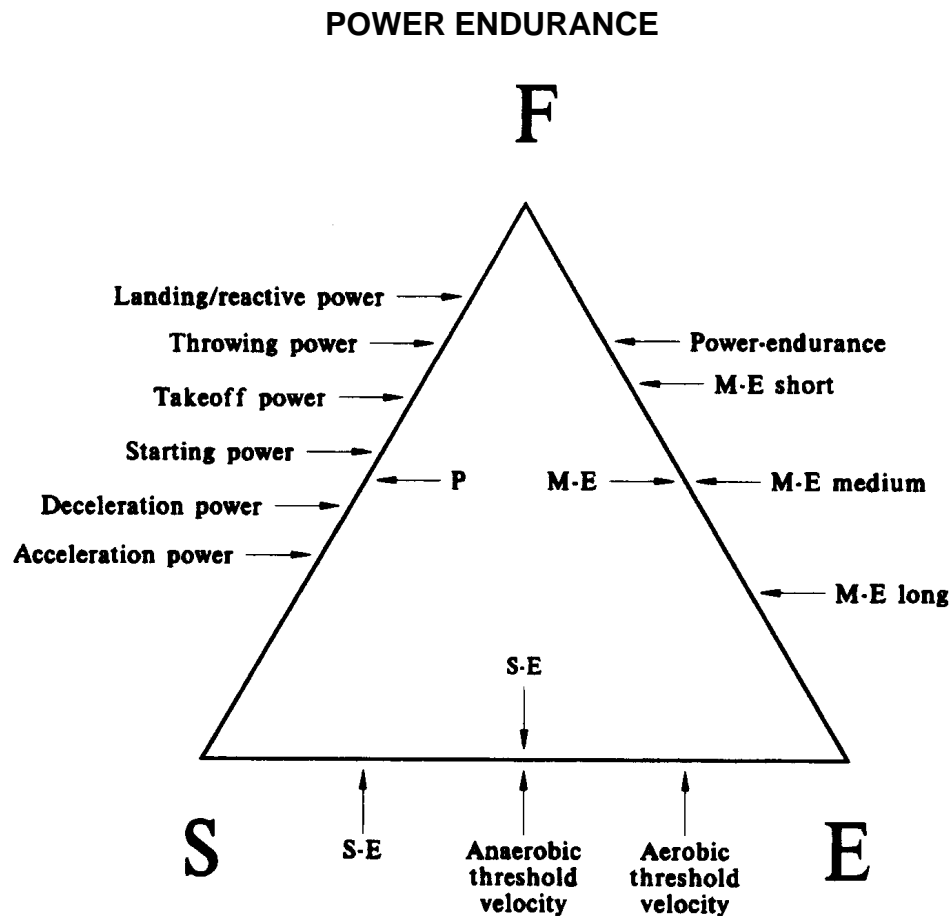 POWER ENDURANCE
F
Landing/reactive power
Throwing power
Power-endurance
M-E short
Takeoff power
Starting power
P
M-E
M-E medium
Deceleration power
Acceleration power
M-E long
S-E
S
S-E
Anaerobic
threshold
velocity
Aerobic
threshold
velocity
E